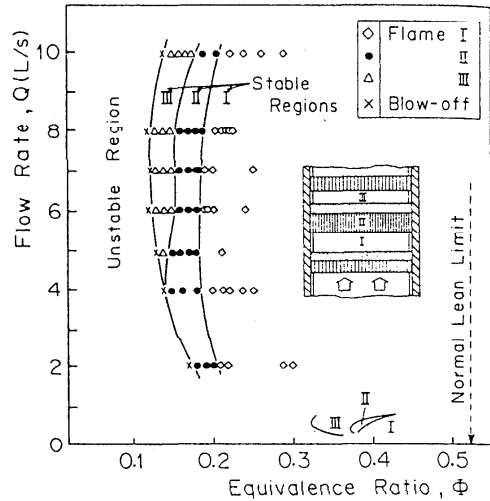 Flow Rate, Q(L/s)
10
8
6
4
2
0
◇ Flame I
● II
△ III
× Blow-off
III II I
Stable
Regions
Unstable Region
II
II
I
Normal Lean Limit
II
III I
0.1 0.2 0.3 0.4 0.5
Equivalence Ratio, Φ